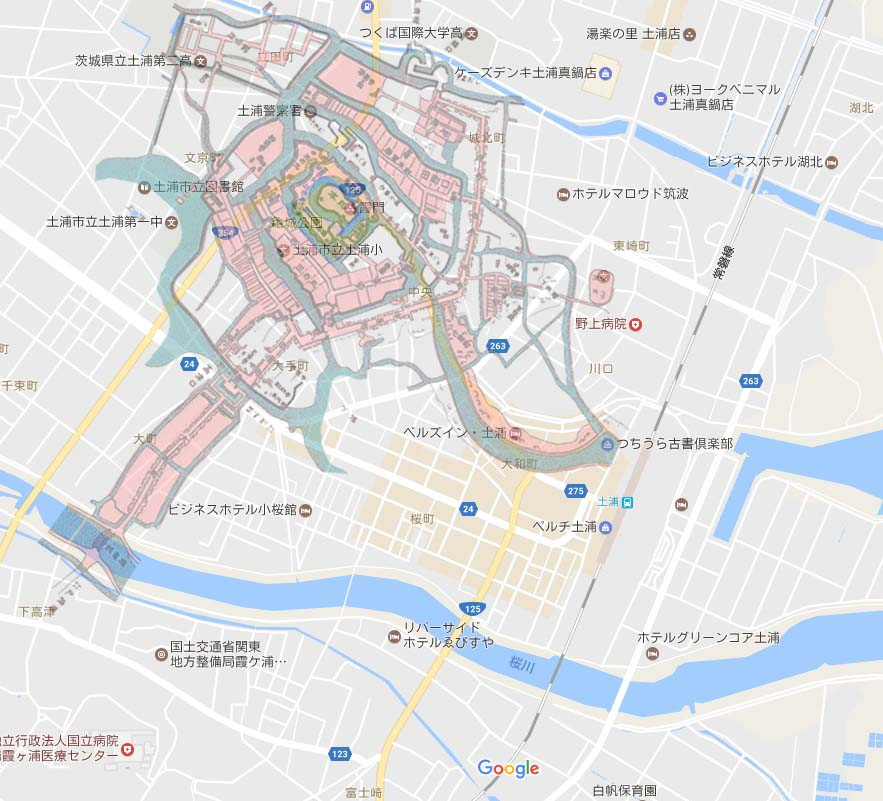 つくば国際大学高
湯楽の里 土浦店
茨城県立土浦第二高
立田町
ケーズデンキ土浦真鍋店
(株)ヨークベニマル
土浦真鍋店
湖北
土浦警察署
城北町
文京町
ビジネスホテル湖北
土浦市立図書館
125
ホテルマロウド筑波
土浦市立土浦第一中
亀城公園
354
東崎町
土浦市立土浦小
常磐線
中央
野上病院
263
24
大手町
川口
263
千束町
大町
ベルズイン・土浦
つちうら古書倶楽部
大和町
275
土浦
ビジネスホテル小桜館
桜町
24
ペルチ土浦
下高津
125
リバーサイド
ホテルゑびすや
ホテルグリーンコア土浦
国土交通省関東
地方整備局霞ケ浦…
桜川
立行政法人国立病院
霞ヶ浦医療センター
123
Google
富士崎
白帆保育園